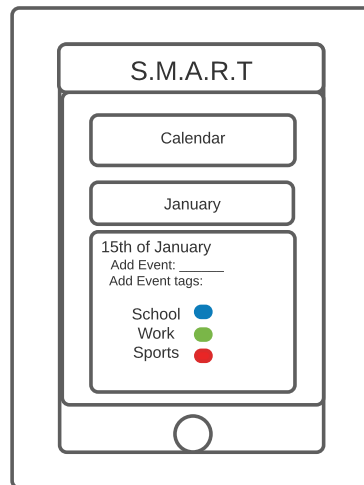 S.M.A.R.T
Calendar
January
15th of January
Add Event: ______
Add Event tags:
School
Work
Sports